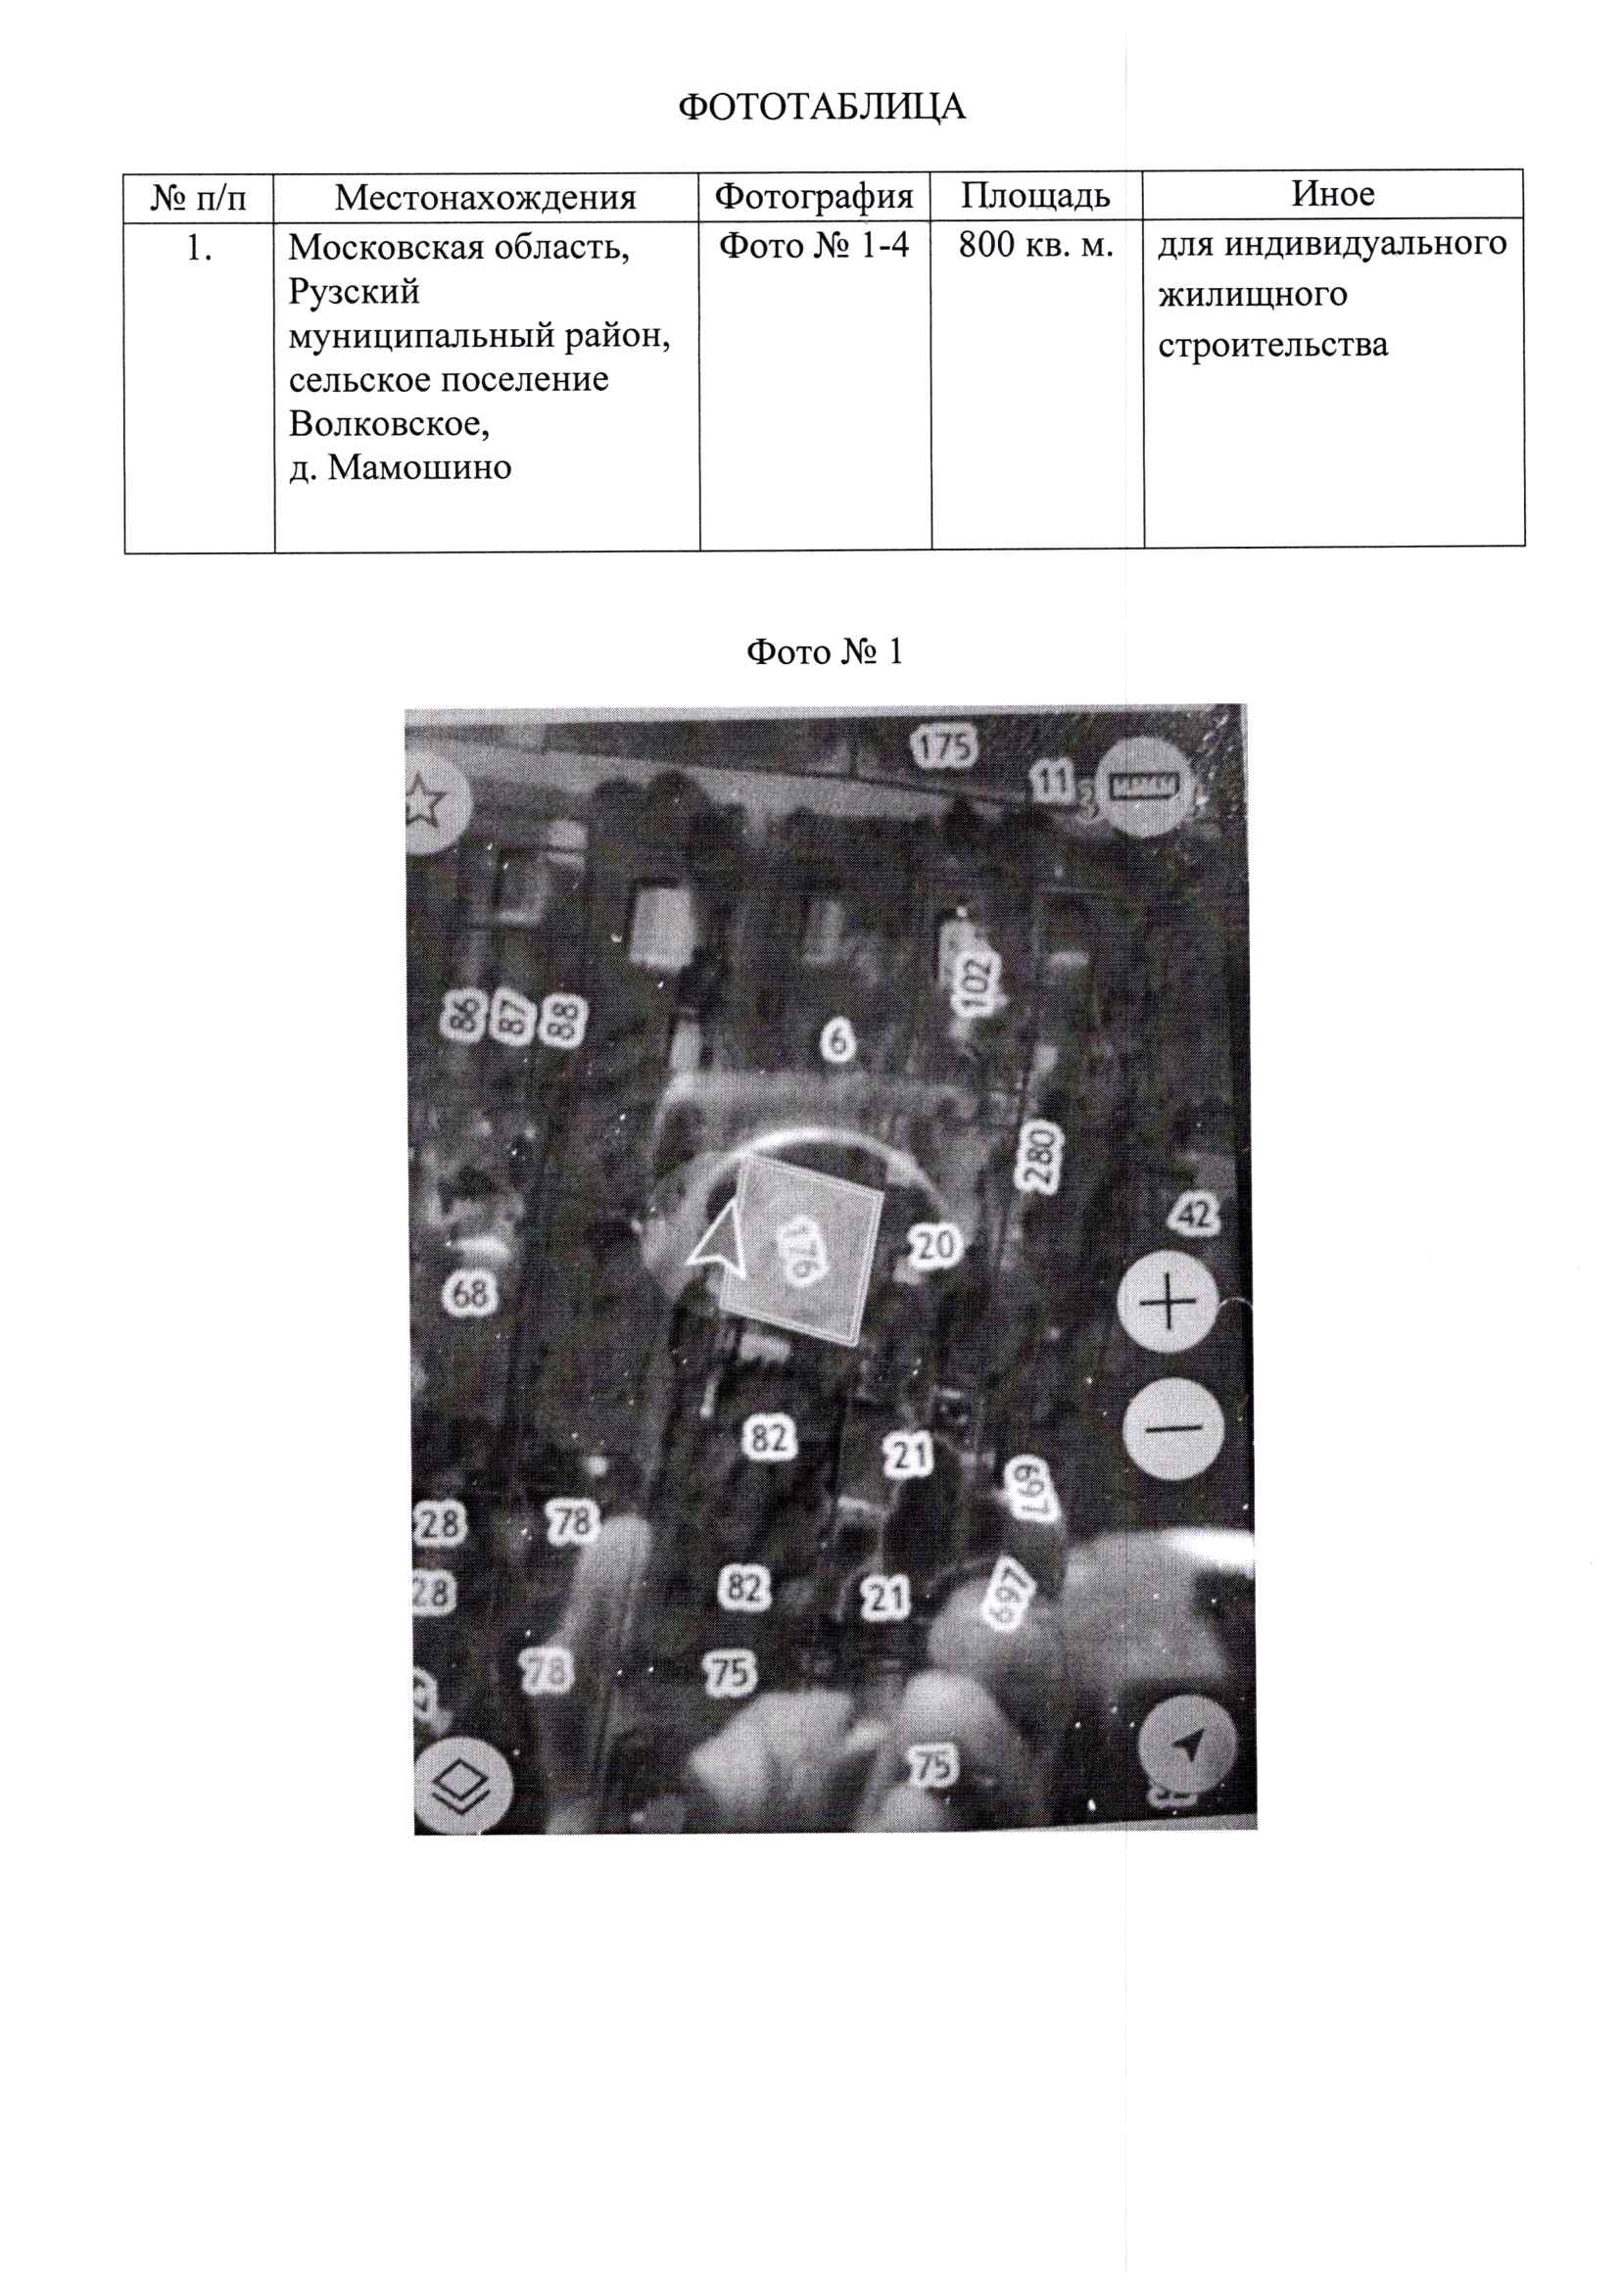 ФОТОТАБЛИЦА
№ п/п Местонахождения Фотография Площадь Иное
1. Московская область, Фото № 1-4 800 кв. м. для индивидуального
Рузский жилищного
муниципальный район, строительства
сельское поселение
Волковское,
д. Мамошино
Фото № 1
175
11
102
86 87 88
6
280
42
176
20
68
82
21
697
28
78
28
82
21
697
78
75
75